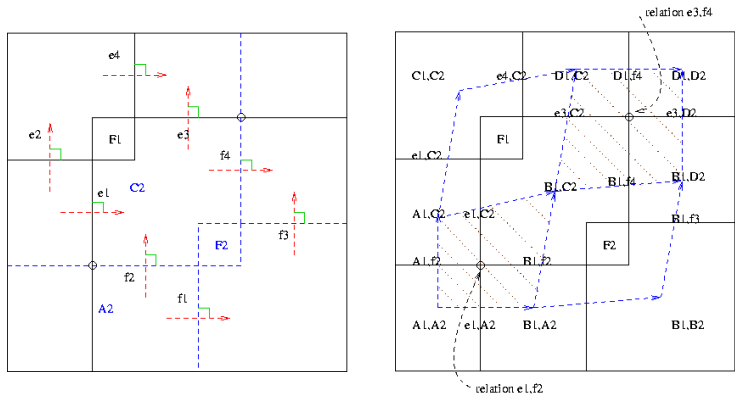 relation e3,f4
e4
e2
F1
e3
C2
e1
f4
f3
F2
f2
f1
A2
C1,C2
e4,C2
D1,C2
D1,f4
D1,D2
e3,C2
e3,D2
F1
e1,C2
B1,C2
B1,f4
B1,D2
A1,C2
e1,C2
B1,f3
F2
A1,f2
B1,f2
A1,A2
e1,A2
B1,A2
B1,B2
relation e1,f2